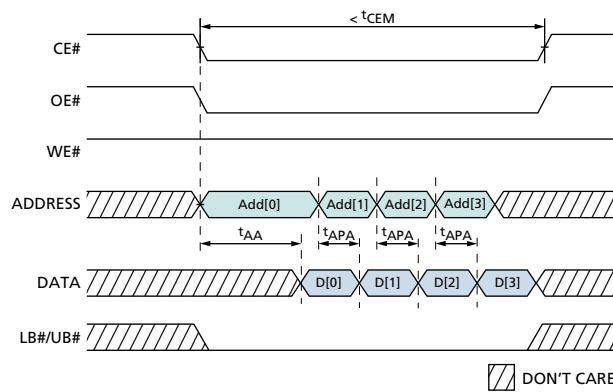 < tCEM
CE#
OE#
WE#
ADDRESS Add[0] Add[1] Add[2] Add[3]
tAA tAPA tAPA tAPA
DATA D[0] D[1] D[2] D[3]
LB#/UB#
DON'T CARE